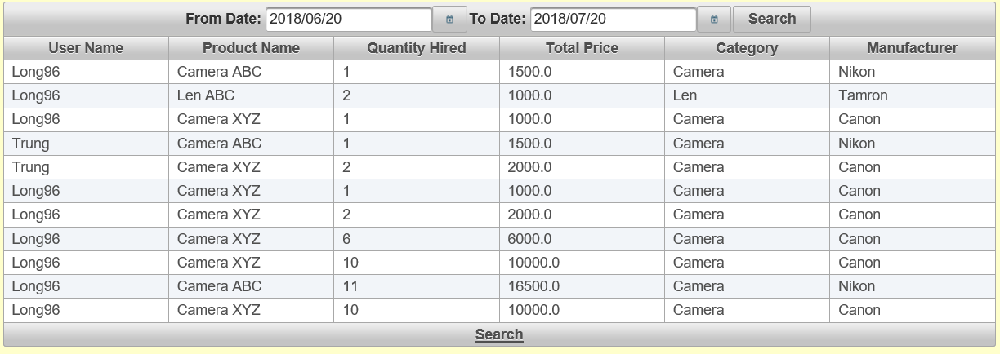 From Date: 2018/06/20 To Date: 2018/07/20 Search
User Name Product Name Quantity Hired Total Price Category Manufacturer
Long96 Camera ABC 1 1500.0 Camera Nikon
Long96 Len ABC 2 1000.0 Len Tamron
Long96 Camera XYZ 1 1000.0 Camera Canon
Trung Camera ABC 1 1500.0 Camera Nikon
Trung Camera XYZ 2 2000.0 Camera Canon
Long96 Camera XYZ 1 1000.0 Camera Canon
Long96 Camera XYZ 2 2000.0 Camera Canon
Long96 Camera XYZ 6 6000.0 Camera Canon
Long96 Camera XYZ 10 10000.0 Camera Canon
Long96 Camera ABC 11 16500.0 Camera Nikon
Long96 Camera XYZ 10 10000.0 Camera Canon
Search